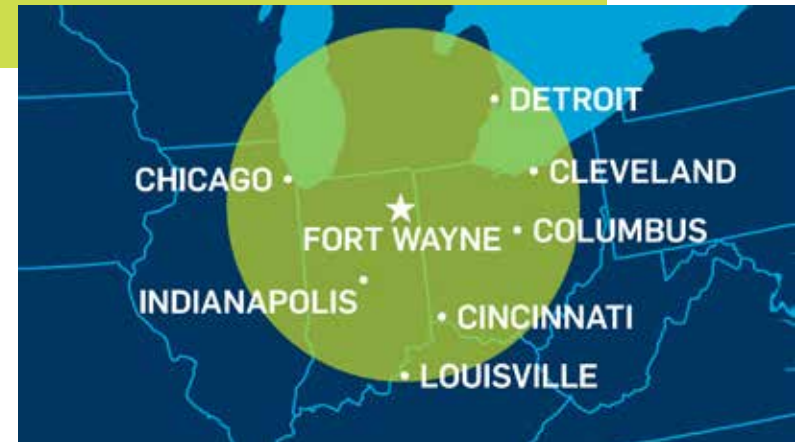 DETROIT
CHICAGO
CLEVELAND
FORT WAYNE
COLUMBUS
INDIANAPOLIS
CINCINNATI
LOUISVILLE